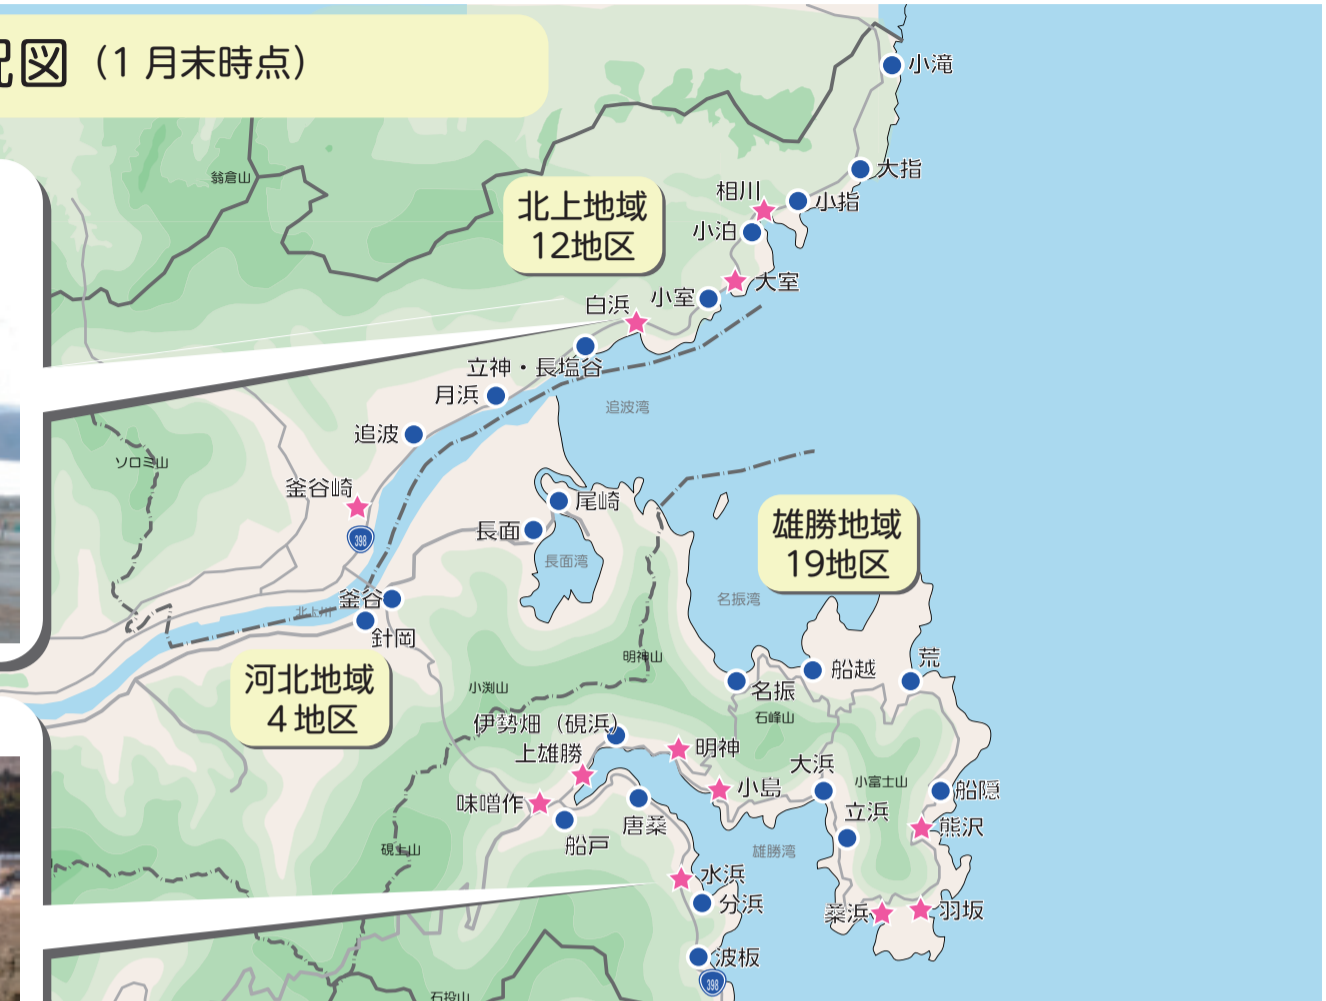 況図（1 月末時点）
小滝
大指
翁倉山
相川
小指
北上地域
12地区
小泊
大室
小室
白浜
立神・長塩谷
月浜
追波湾
追波
ソロミ山
釜谷崎
尾崎
長面
398
雄勝地域
19地区
長面湾
名振湾
釜谷
北上川
針岡
明神山
荒
船越
河北地域
４地区
小渕山
名振
石峰山
伊勢畑（硯浜）
上雄勝
明神
大浜
小島
小富士山
船隠
味噌作
立浜
唐桑
熊沢
船戸
硯上山
雄勝湾
水浜
分浜
桑浜
羽坂
波板
398
石投山